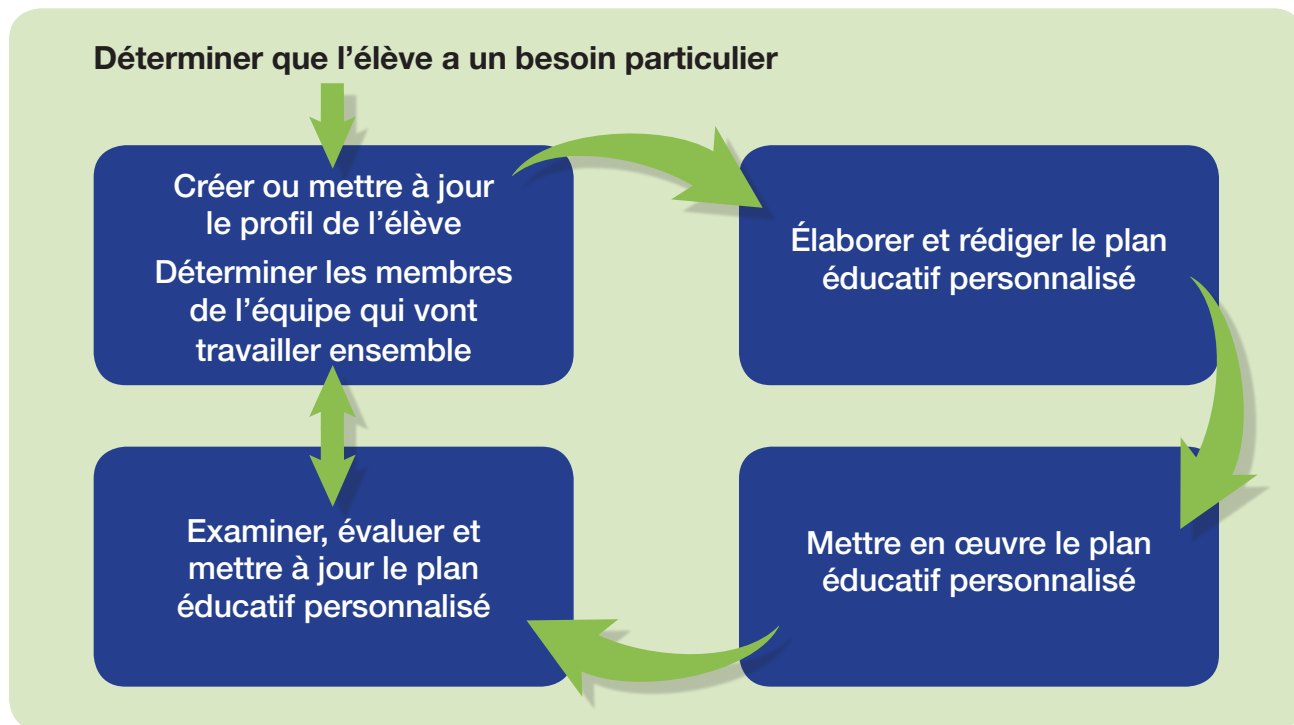 Déterminer que l’élève a un besoin particulier
Créer ou mettre à jour
le profil de l’élève
Déterminer les membres
de l’équipe qui vont
travailler ensemble
Élaborer et rédiger le plan
éducatif personnalisé
Examiner, évaluer et
mettre à jour le plan
éducatif personnalisé
Mettre en œuvre le plan
éducatif personnalisé